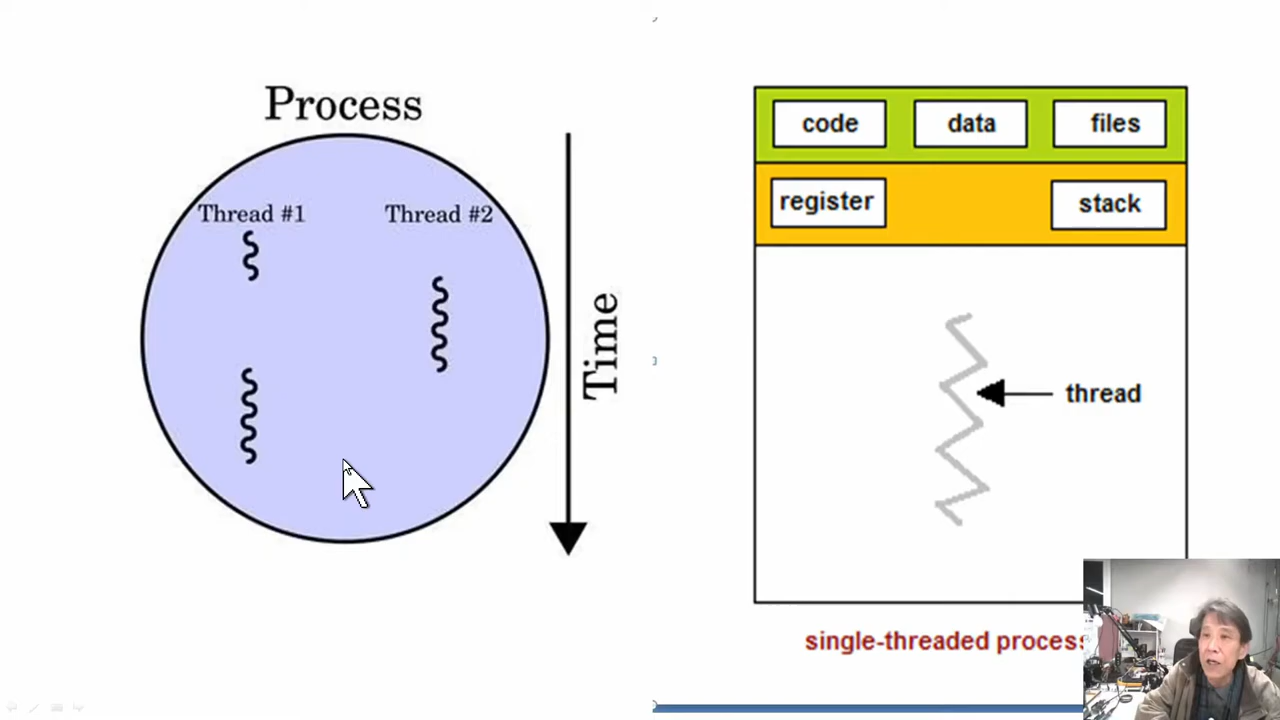 Process
Thread #1
Thread #2
Time
code
data
files
register
stack
thread
single-threaded process